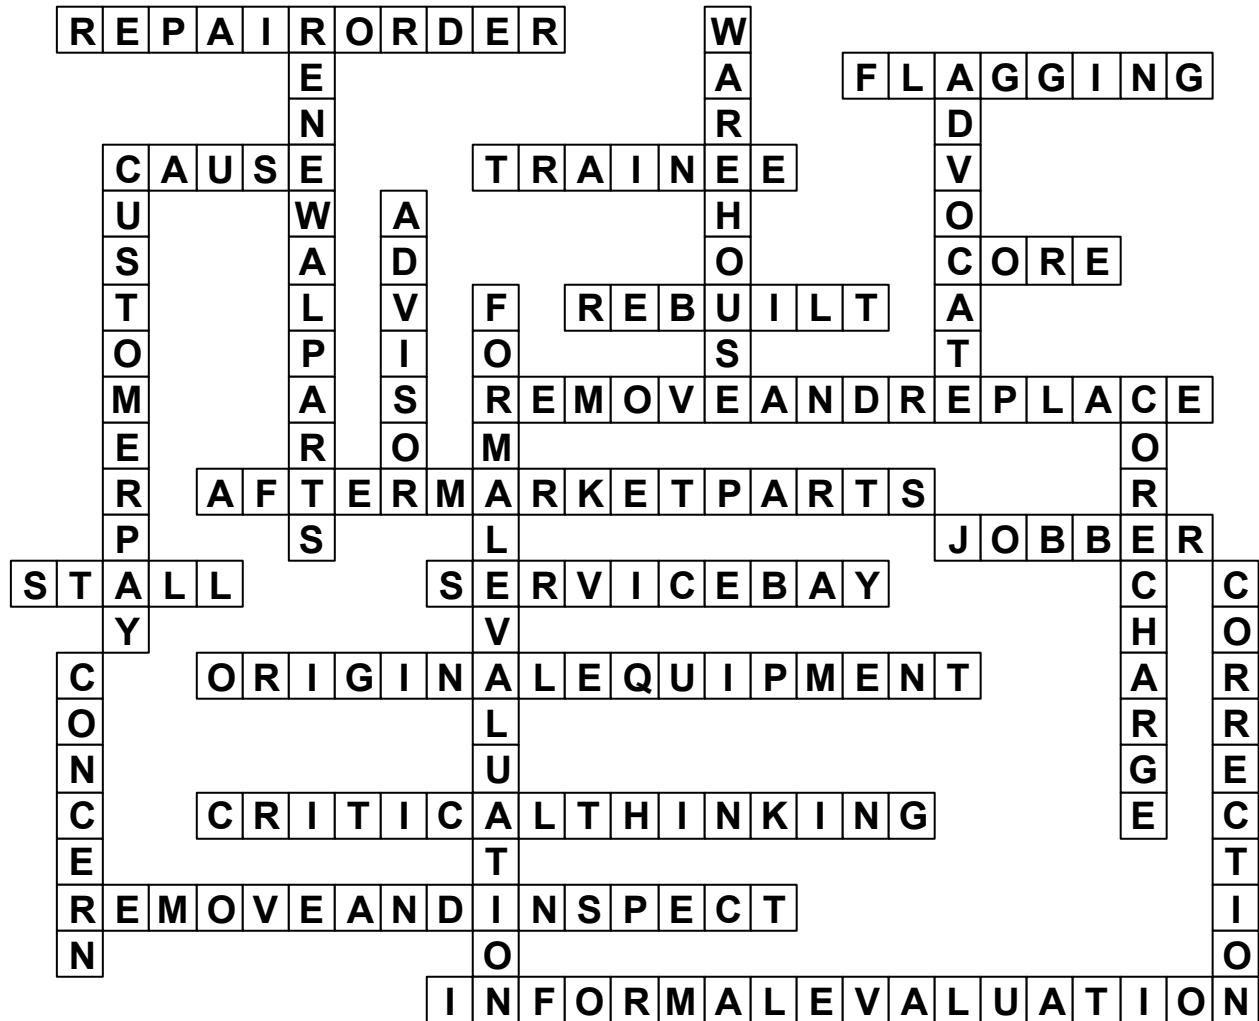 REPAIRORDER
WAREHOUSE
RENEWALPARTS
FLAGGING
ADVOCATE
CAUSE
CUSTOMERPAY
TRAINEE
ADVISOR
CORE
FORMALEVALUATION
REBUILT
REMOVEANDREPLACE
CORECHARGE
AFTERMARKETPARTS
JOBBER
STALL
SERVICEBAY
CORRECTION
CONCERN
ORIGINALEQUIPMENT
CRITICALTHINKING
REMOVEANDINSPECT
INFORMALEVALUATION